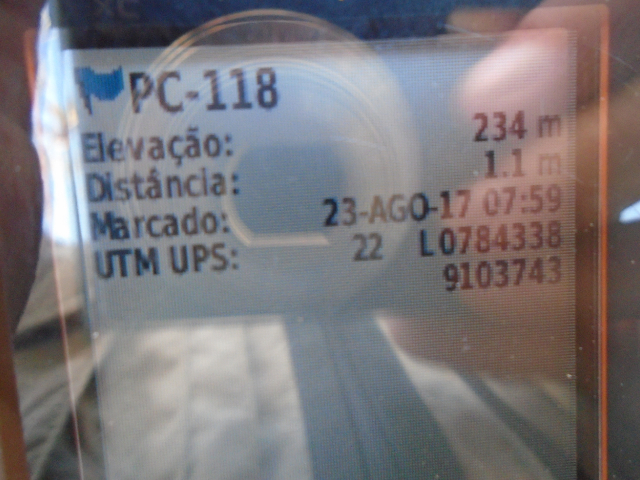 PC-118
Elevação: 234 m
Distância: 1.1 m
Marcado: 23-AGO-17 07:59
UTM UPS: 22 L0784338
9103743